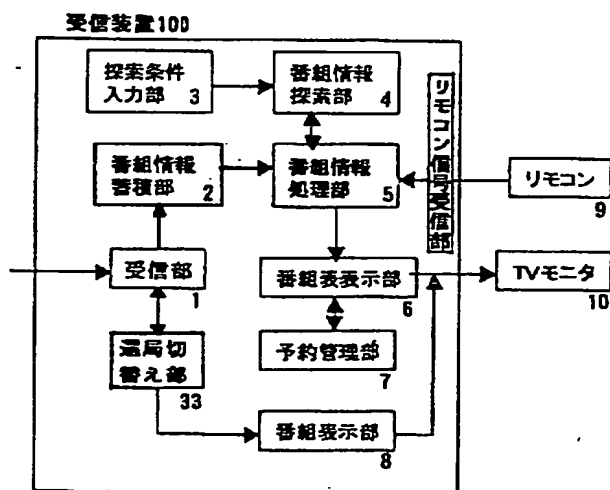 受信装置100
探索条件
入力部 3
番組情報
探索部 4
リモコン信号受信部
番組情報
蓄積部 2
番組情報
処理部 5
リモコン
9
受信部
1
番組表表示部
6
TVモニタ
10
選局切
替え部
33
予約管理部
7
番組表示部
8